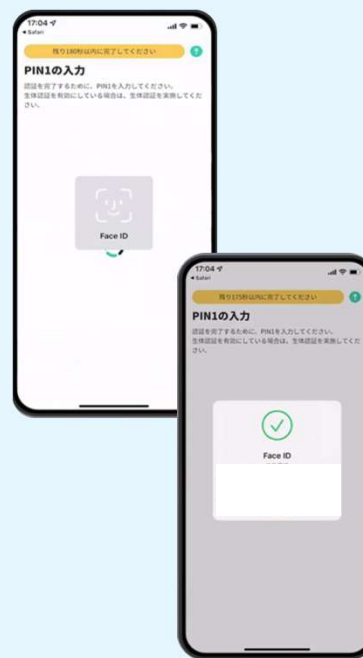 17:04
◀ Safari
残り180秒以内に完了してください
?
PIN1の入力
認証を完了するために、PIN1を入力してください。
生体認証を有効にしている場合は、生体認証を実施してくだ
さい。
Face ID
17:04
◀ Safari
残り175秒以内に完了してください
?
PIN1の入力
認証を完了するために、PIN1を入力してください。
生体認証を有効にしている場合は、生体認証を実施してくだ
さい。
Face ID